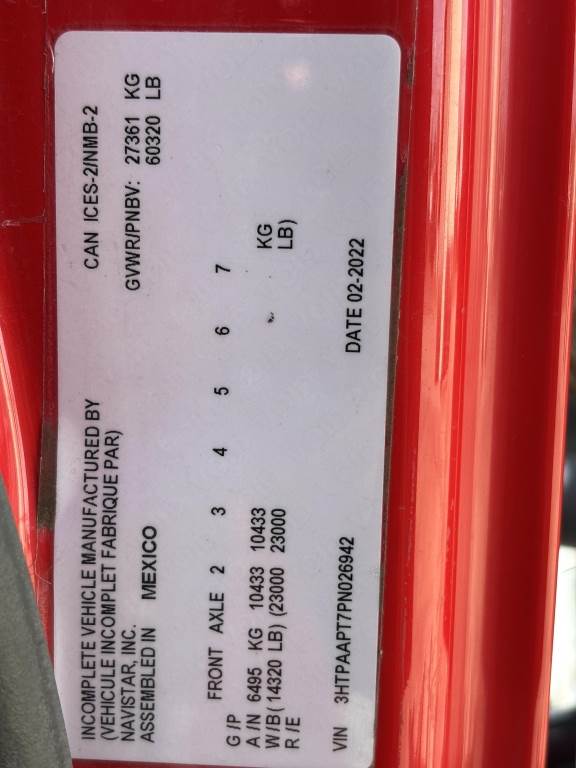 INCOMPLETE VEHICLE MANUFACTURED BY CAN ICES-2/NMB-2
(VEHICULE INCOMPLET FABRIQUE PAR)
NAVISTAR, INC. GVWR/PNBV: 27361 KG
ASSEMBLED IN MEXICO 60320 LB
FRONT AXLE 2 3 4 5 6 7
G /P
A /N 6495 KG 10433 10433 KG
W/B( 14320 LB) (23000 23000 LB)
R /E
VIN 3HTPAAPT7PN026942 DATE 02-2022